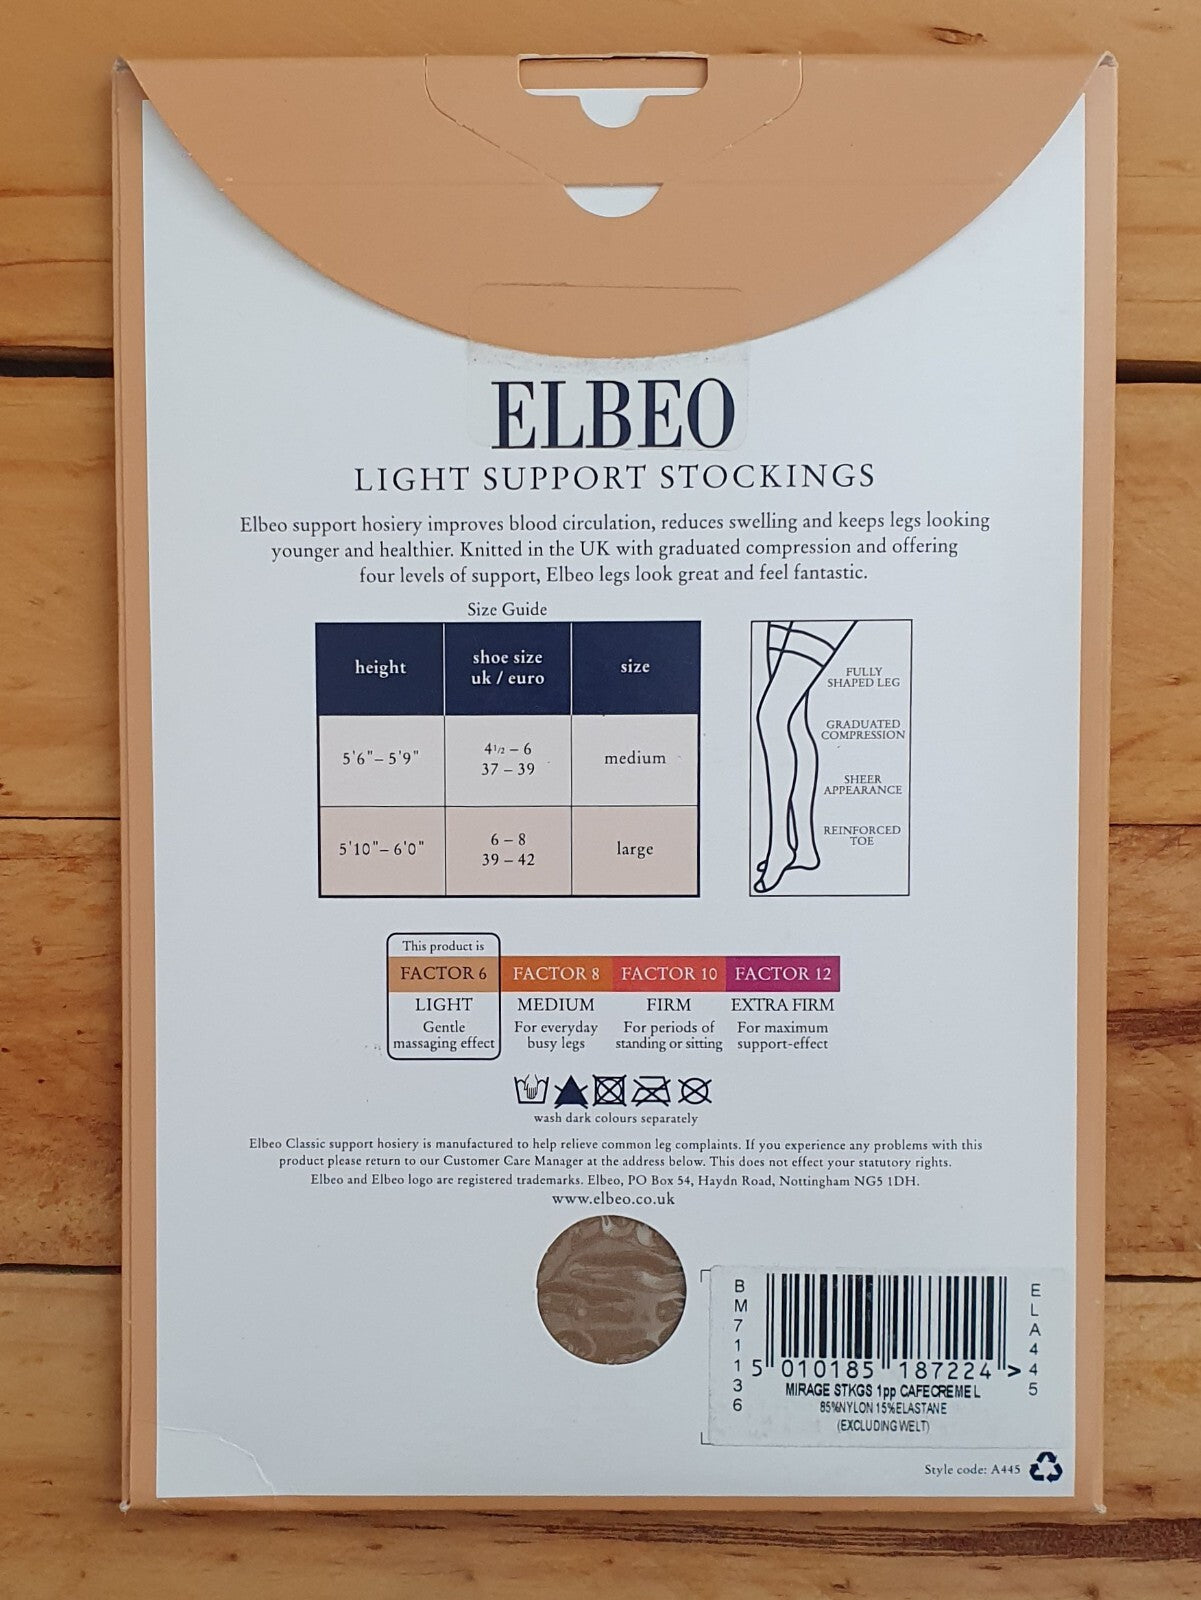 ELBEO
LIGHT SUPPORT STOCKINGS
Elbeo support hosiery improves blood circulation, reduces swelling and keeps legs looking
younger and healthier. Knitted in the UK with graduated compression and offering
four levels of support, Elbeo legs look great and feel fantastic.
Size Guide
height
shoe size
uk / euro
size
5'6"– 5'9"
4 1/2 – 6
37 – 39
medium
5'10"– 6'0"
6 – 8
39 – 42
large
FULLY
SHAPED LEG
GRADUATED
COMPRESSION
SHEER
APPEARANCE
REINFORCED
TOE
This product is
FACTOR 6
LIGHT
Gentle
massaging effect
FACTOR 8
MEDIUM
For everyday
busy legs
FACTOR 10
FIRM
For periods of
standing or sitting
FACTOR 12
EXTRA FIRM
For maximum
support-effect
wash dark colours separately
Elbeo Classic support hosiery is manufactured to help relieve common leg complaints. If you experience any problems with this
product please return to our Customer Care Manager at the address below. This does not effect your statutory rights.
Elbeo and Elbeo logo are registered trademarks. Elbeo, PO Box 54, Haydn Road, Nottingham NG5 1DH.
www.elbeo.co.uk
BM71136
ELA445
5 010185 187224 >
MIRAGE STKGS 1pp CAFECREME L
85%NYLON 15%ELASTANE
(EXCLUDING WELT)
Style code: A445